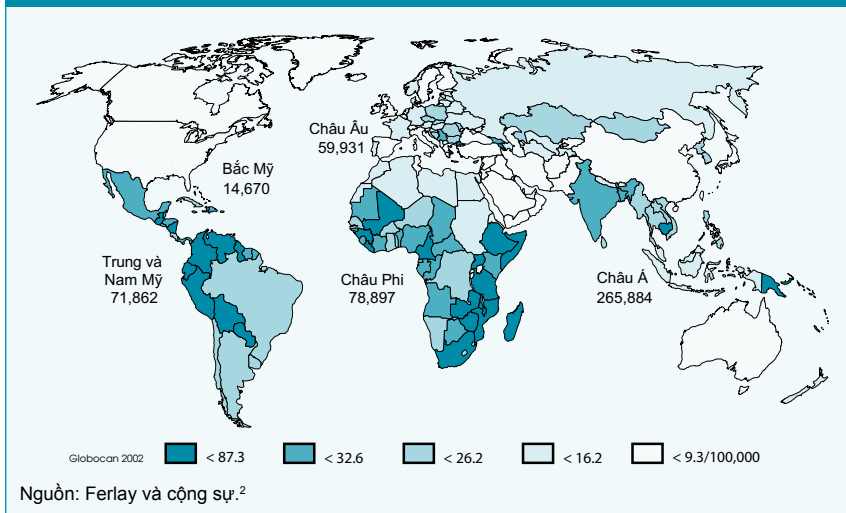 Châu Âu
59,931
Bắc Mỹ
14,670
Trung và
Nam Mỹ
71,862
Châu Phi
78,897
Châu Á
265,884
Globocan 2002 < 87.3 < 32.6 < 26.2 < 16.2 < 9.3/100,000
Nguồn: Ferlay và cộng sự.²